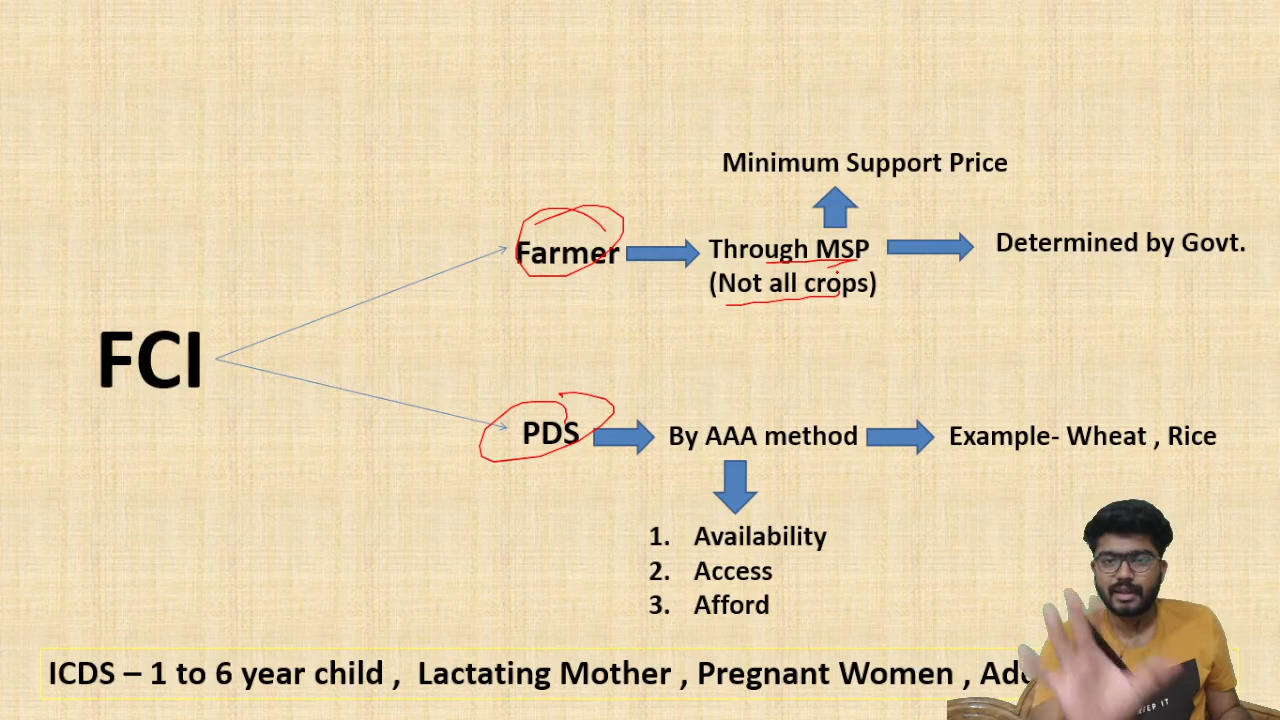 Minimum Support Price
Farmer
Through MSP
(Not all crops)
Determined by Govt.
FCI
PDS
By AAA method
Example- Wheat , Rice
1. Availability
2. Access
3. Afford
ICDS – 1 to 6 year child , Lactating Mother , Pregnant Women ,